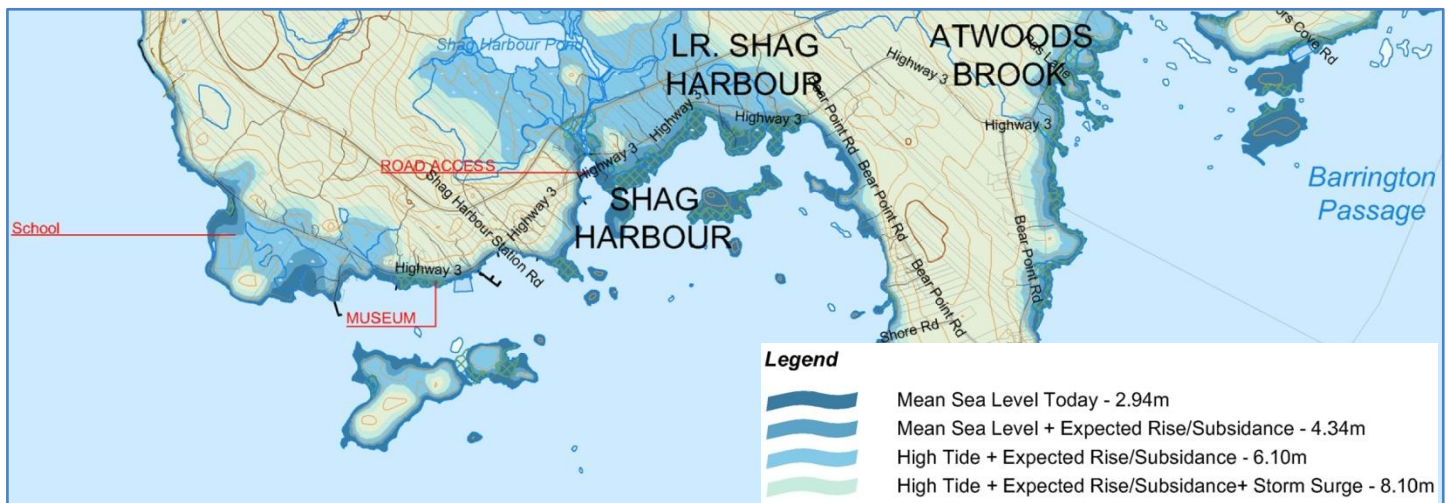 Shag Harbour Pond
LR. SHAG
HARBOUR
ATWOODS
BROOK
Highway 3
Highway 3
Highway 3
Highway 3
Bear Point Rd
ROAD ACCESS
Highway 3
Bear Point Rd
Barrington
Passage
SHAG
HARBOUR
Shag Harbour Station Rd
Highway 3
School
Bear Point Rd
Highway 3
Bear Point Rd
MUSEUM
Shore Rd
Legend
Mean Sea Level Today - 2.94m
Mean Sea Level + Expected Rise/Subsidance - 4.34m
High Tide + Expected Rise/Subsidance - 6.10m
High Tide + Expected Rise/Subsidance+ Storm Surge - 8.10m